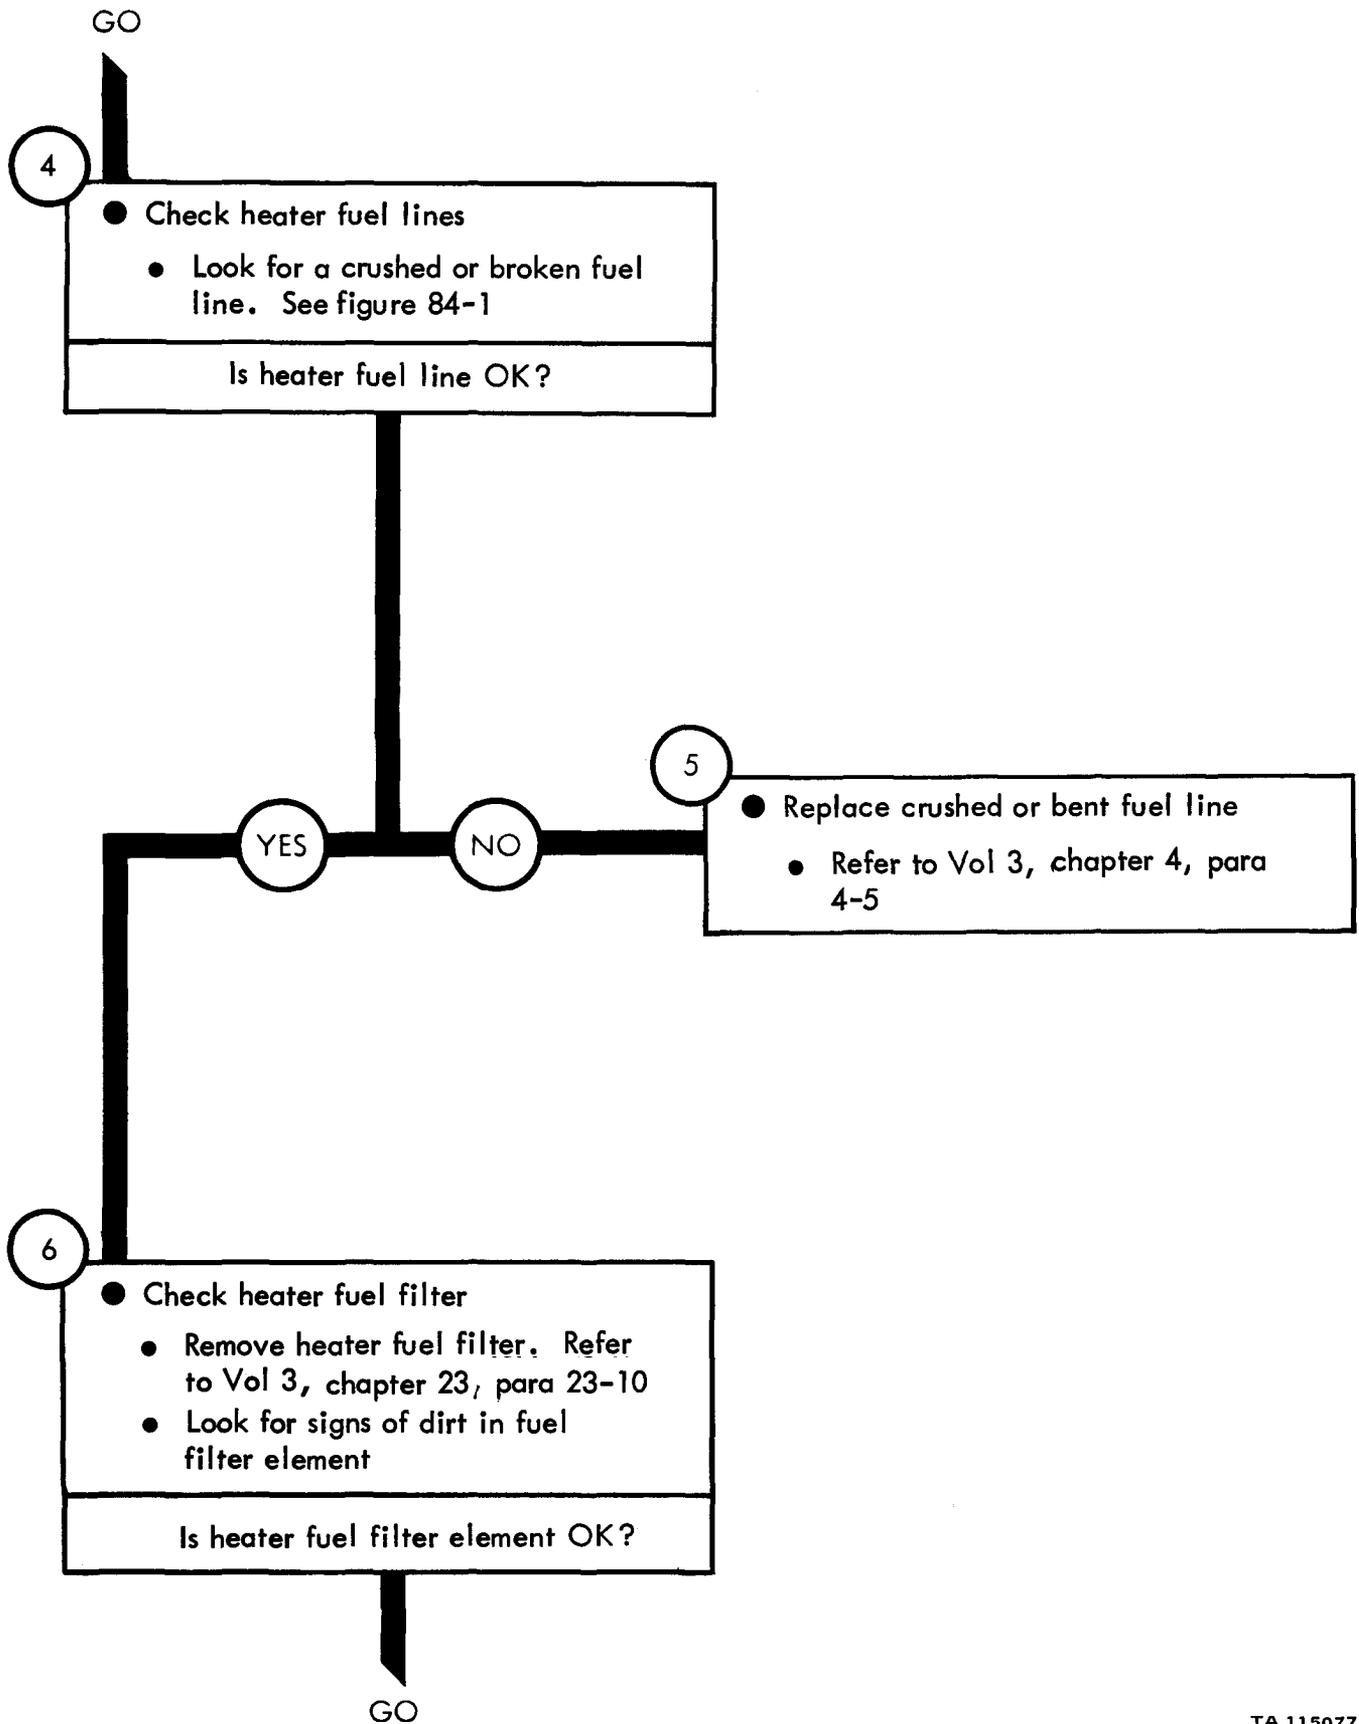 GO
4
● Check heater fuel lines
● Look for a crushed or broken fuel
line. See figure 84-1
Is heater fuel line OK?
YES
NO
5
● Replace crushed or bent fuel line
● Refer to Vol 3, chapter 4, para
4-5
6
● Check heater fuel filter
● Remove heater fuel filter. Refer
to Vol 3, chapter 23, para 23-10
● Look for signs of dirt in fuel
filter element
Is heater fuel filter element OK?
GO
TA 115077